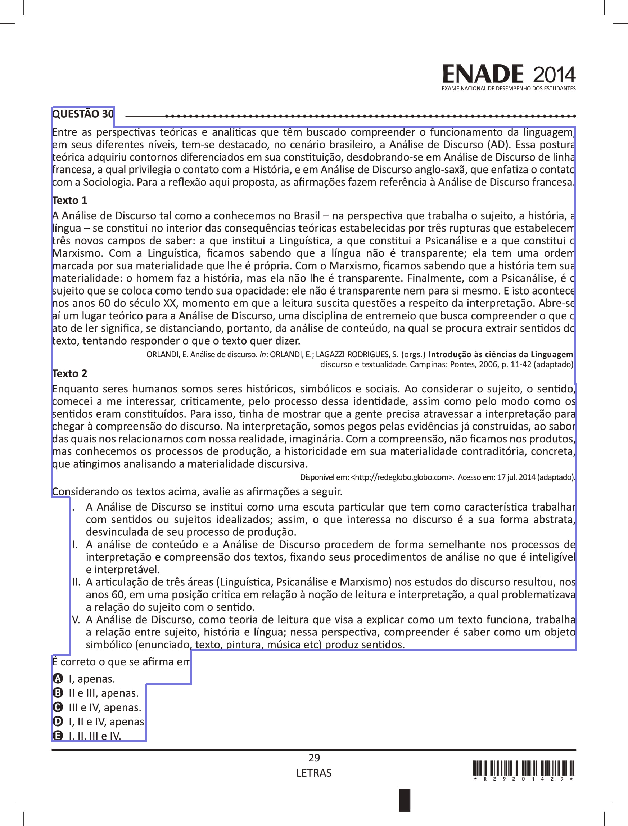 ENADE 2014
EXAME NACIONAL DE DESEMPENHO DOS ESTUDANTES
QUESTÃO 30
Entre as perspectivas teóricas e analíticas que têm buscado compreender o funcionamento da linguagem,
em seus diferentes níveis, tem-se destacado, no cenário brasileiro, a Análise de Discurso (AD). Essa postura
teórica adquiriu contornos diferenciados em sua constituição, desdobrando-se em Análise de Discurso de linha
francesa, a qual privilegia o contato com a História, e em Análise de Discurso anglo-saxã, que enfatiza o contato
com a Sociologia. Para a reflexão aqui proposta, as afirmações fazem referência à Análise de Discurso francesa.
Texto 1
A Análise de Discurso tal como a conhecemos no Brasil – na perspectiva que trabalha o sujeito, a história, a
língua – se constitui no interior das consequências teóricas estabelecidas por três rupturas que estabelecem
três novos campos de saber: a que institui a Linguística, a que constitui a Psicanálise e a que constitui o
Marxismo. Com a Linguística, ficamos sabendo que a língua não é transparente; ela tem uma ordem
marcada por sua materialidade que lhe é própria. Com o Marxismo, ficamos sabendo que a história tem sua
materialidade: o homem faz a história, mas ela não lhe é transparente. Finalmente, com a Psicanálise, é o
sujeito que se coloca como tendo sua opacidade: ele não é transparente nem para si mesmo. E isto acontece
nos anos 60 do século XX, momento em que a leitura suscita questões a respeito da interpretação. Abre-se
aí um lugar teórico para a Análise de Discurso, uma disciplina de entremeio que busca compreender o que o
ato de ler significa, se distanciando, portanto, da análise de conteúdo, na qual se procura extrair sentidos do
texto, tentando responder o que o texto quer dizer.
ORLANDI, E. Análise de discurso. In: ORLANDI, E.; LAGAZZI RODRIGUES, S. (orgs.) Introdução às ciências da Linguagem
discurso e textualidade. Campinas: Pontes, 2006, p. 11-42 (adaptado)
Texto 2
Enquanto seres humanos somos seres históricos, simbólicos e sociais. Ao considerar o sujeito, o sentido,
comecei a me interessar, criticamente, pelo processo dessa identidade, assim como pelo modo como os
sentidos eram constituídos. Para isso, tinha de mostrar que a gente precisa atravessar a interpretação para
chegar à compreensão do discurso. Na interpretação, somos pegos pelas evidências já construídas, ao sabor
das quais nos relacionamos com nossa realidade, imaginária. Com a compreensão, não ficamos nos produtos,
mas conhecemos os processos de produção, a historicidade em sua materialidade contraditória, concreta,
que atingimos analisando a materialidade discursiva.
Disponível em: <http://redeglobo.globo.com>. Acesso em: 17 jul. 2014 (adaptado).
Considerando os textos acima, avalie as afirmações a seguir.
. A Análise de Discurso se institui como uma escuta particular que tem como característica trabalhar
com sentidos ou sujeitos idealizados; assim, o que interessa no discurso é a sua forma abstrata,
desvinculada de seu processo de produção.
I. A análise de conteúdo e a Análise de Discurso procedem de forma semelhante nos processos de
interpretação e compreensão dos textos, fixando seus procedimentos de análise no que é inteligível
e interpretável.
II. A articulação de três áreas (Linguística, Psicanálise e Marxismo) nos estudos do discurso resultou, nos
anos 60, em uma posição crítica em relação à noção de leitura e interpretação, a qual problematizava
a relação do sujeito com o sentido.
V. A Análise de Discurso, como teoria de leitura que visa a explicar como um texto funciona, trabalha
a relação entre sujeito, história e língua; nessa perspectiva, compreender é saber como um objeto
simbólico (enunciado, texto, pintura, música etc) produz sentidos.
É correto o que se afirma em
A I, apenas.
B II e III, apenas.
C III e IV, apenas.
D I, II e IV, apenas
E I, II, III e IV.
29
LETRAS
*R2920142 9*